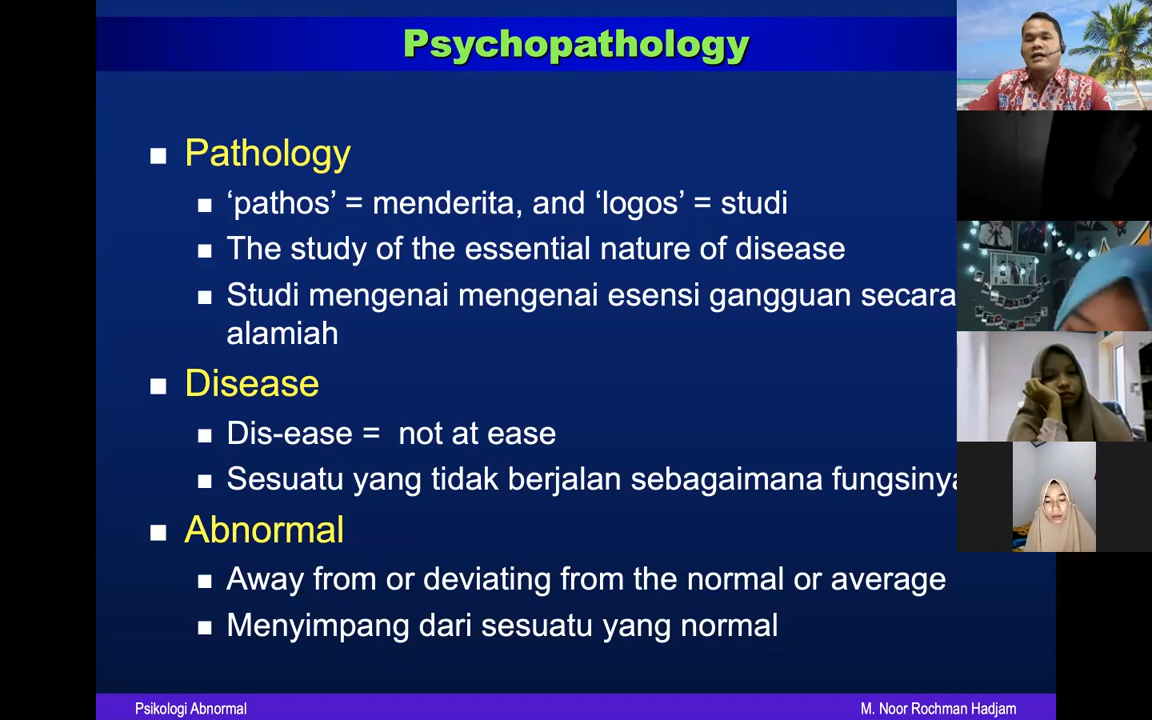 Psychopathology
Pathology
‘pathos’ = menderita, and ‘logos’ = studi
The study of the essential nature of disease
Studi mengenai mengenai esensi gangguan secara
alamiah
Disease
Dis-ease = not at ease
Sesuatu yang tidak berjalan sebagaimana fungsinya
Abnormal
Away from or deviating from the normal or average
Menyimpang dari sesuatu yang normal
Psikologi Abnormal
M. Noor Rochman Hadjam